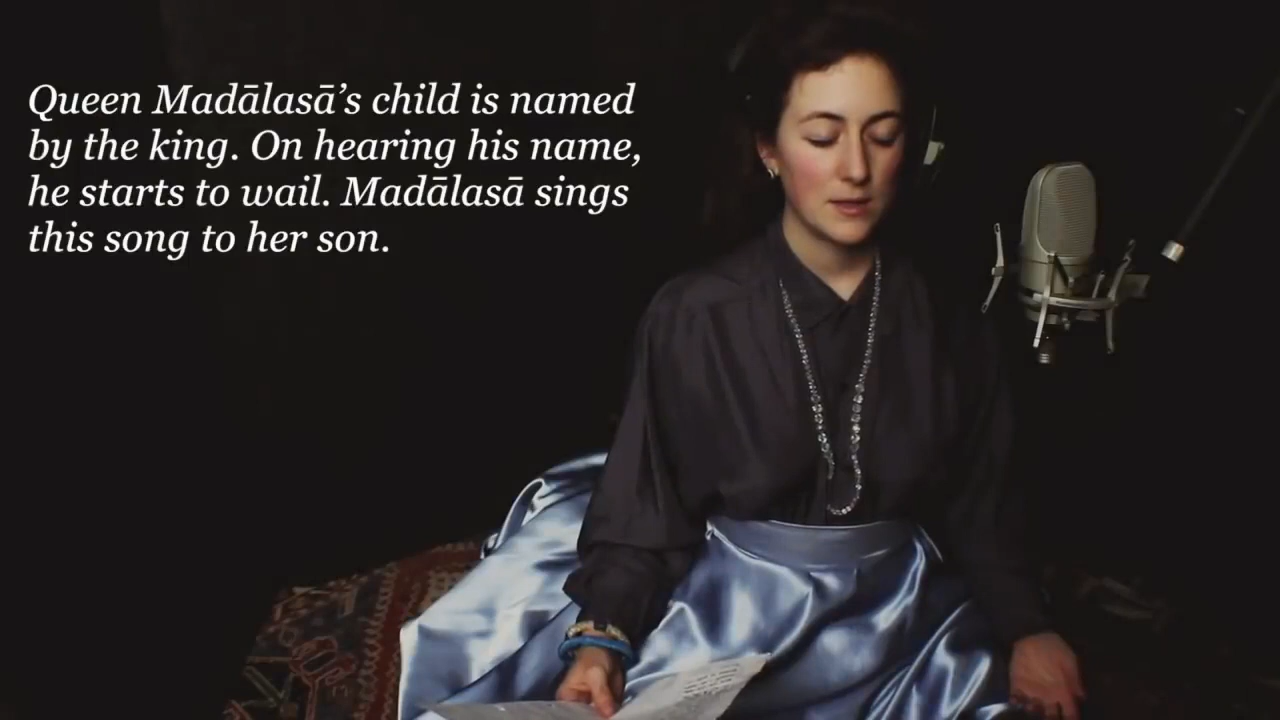 Queen Madālasā’s child is named
by the king. On hearing his name,
he starts to wail. Madālasā sings
this song to her son.